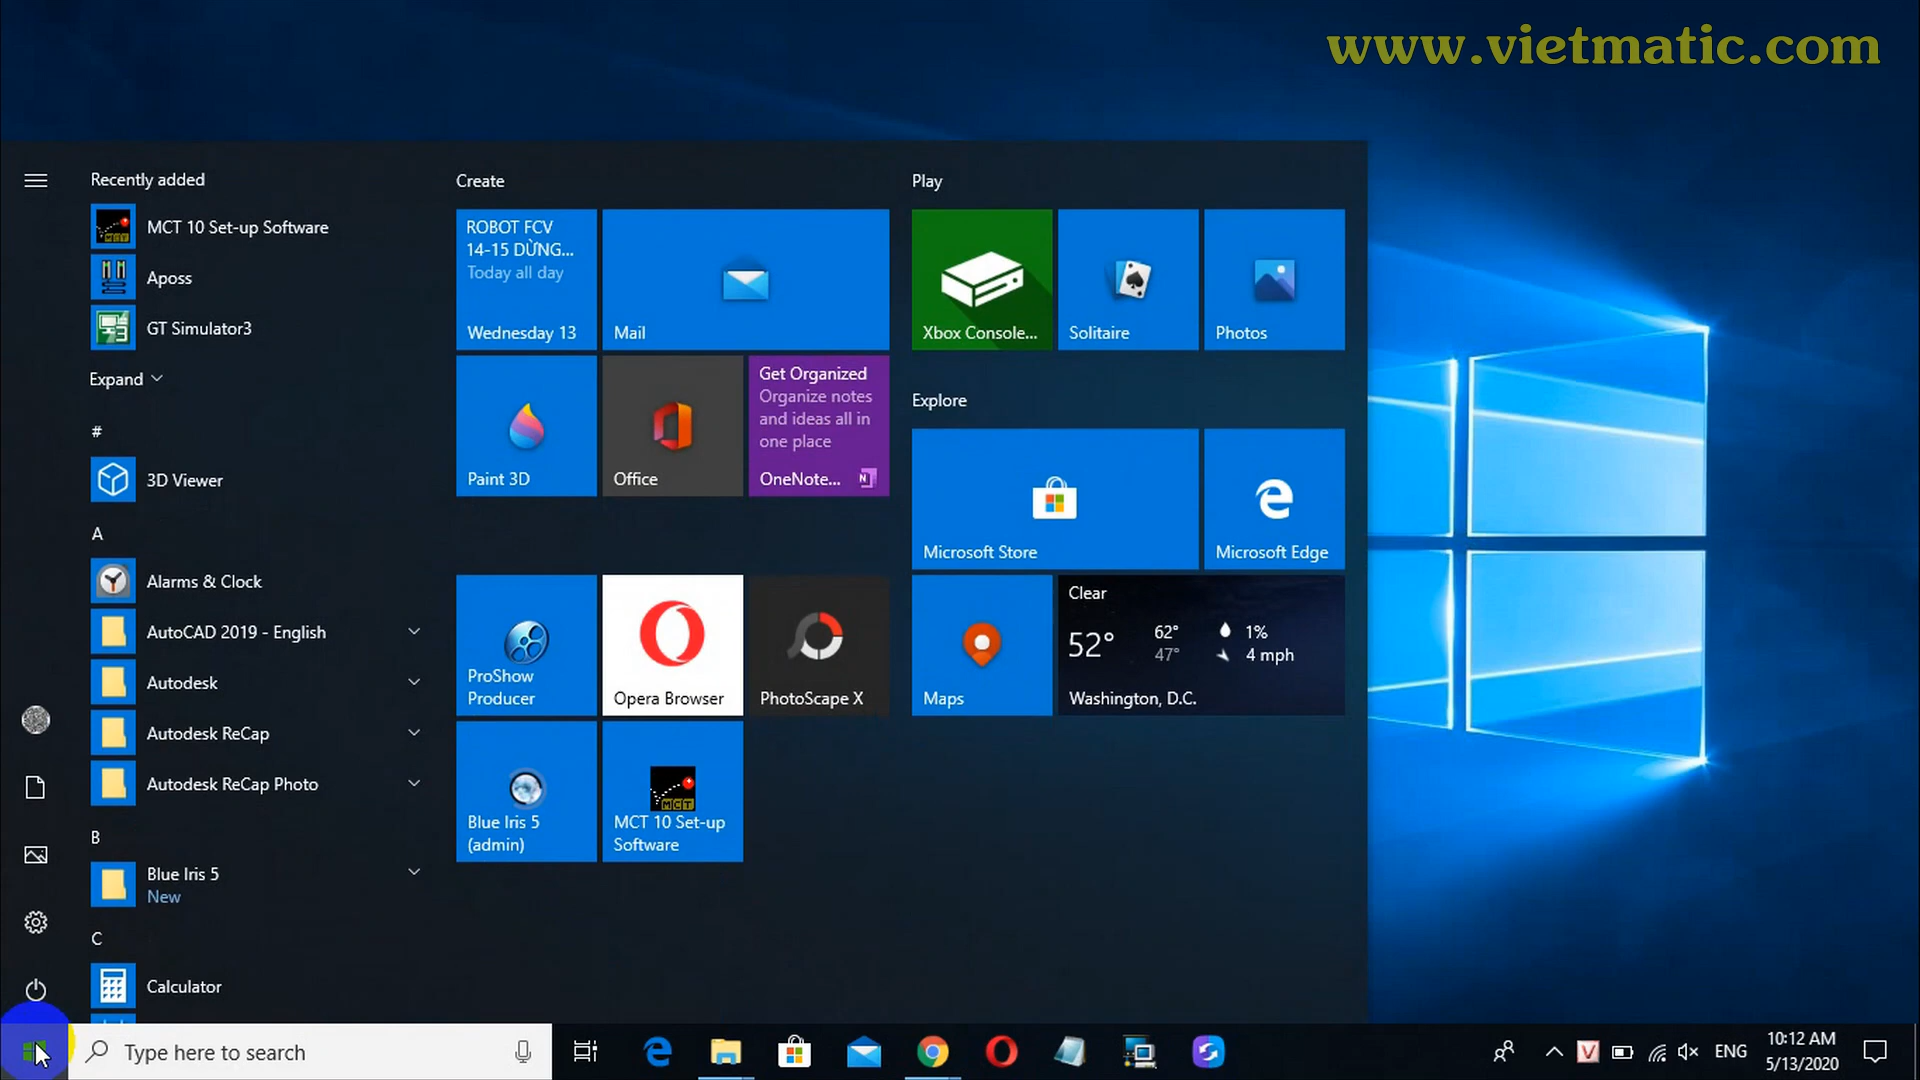 www.vietmatic.com
Recently added
MCT 10 Set-up Software
Aposs
GT Simulator3
Expand
#
3D Viewer
A
Alarms & Clock
AutoCAD 2019 - English
Autodesk
Autodesk ReCap
Autodesk ReCap Photo
B
Blue Iris 5
New
C
Calculator
Create
ROBOT FCV
14-15 DỪNG...
Today all day
Wednesday 13
Mail
Paint 3D
Office
Get Organized
Organize notes
and ideas all in
one place
OneNote...
ProShow
Producer
Opera Browser
PhotoScape X
Blue Iris 5
(admin)
MCT
MCT 10 Set-up
Software
Play
Xbox Console...
Solitaire
Photos
Explore
Microsoft Store
Microsoft Edge
Maps
Clear
52° 62° 1%
47° 4 mph
Washington, D.C.
Type here to search
ENG
10:12 AM
5/13/2020